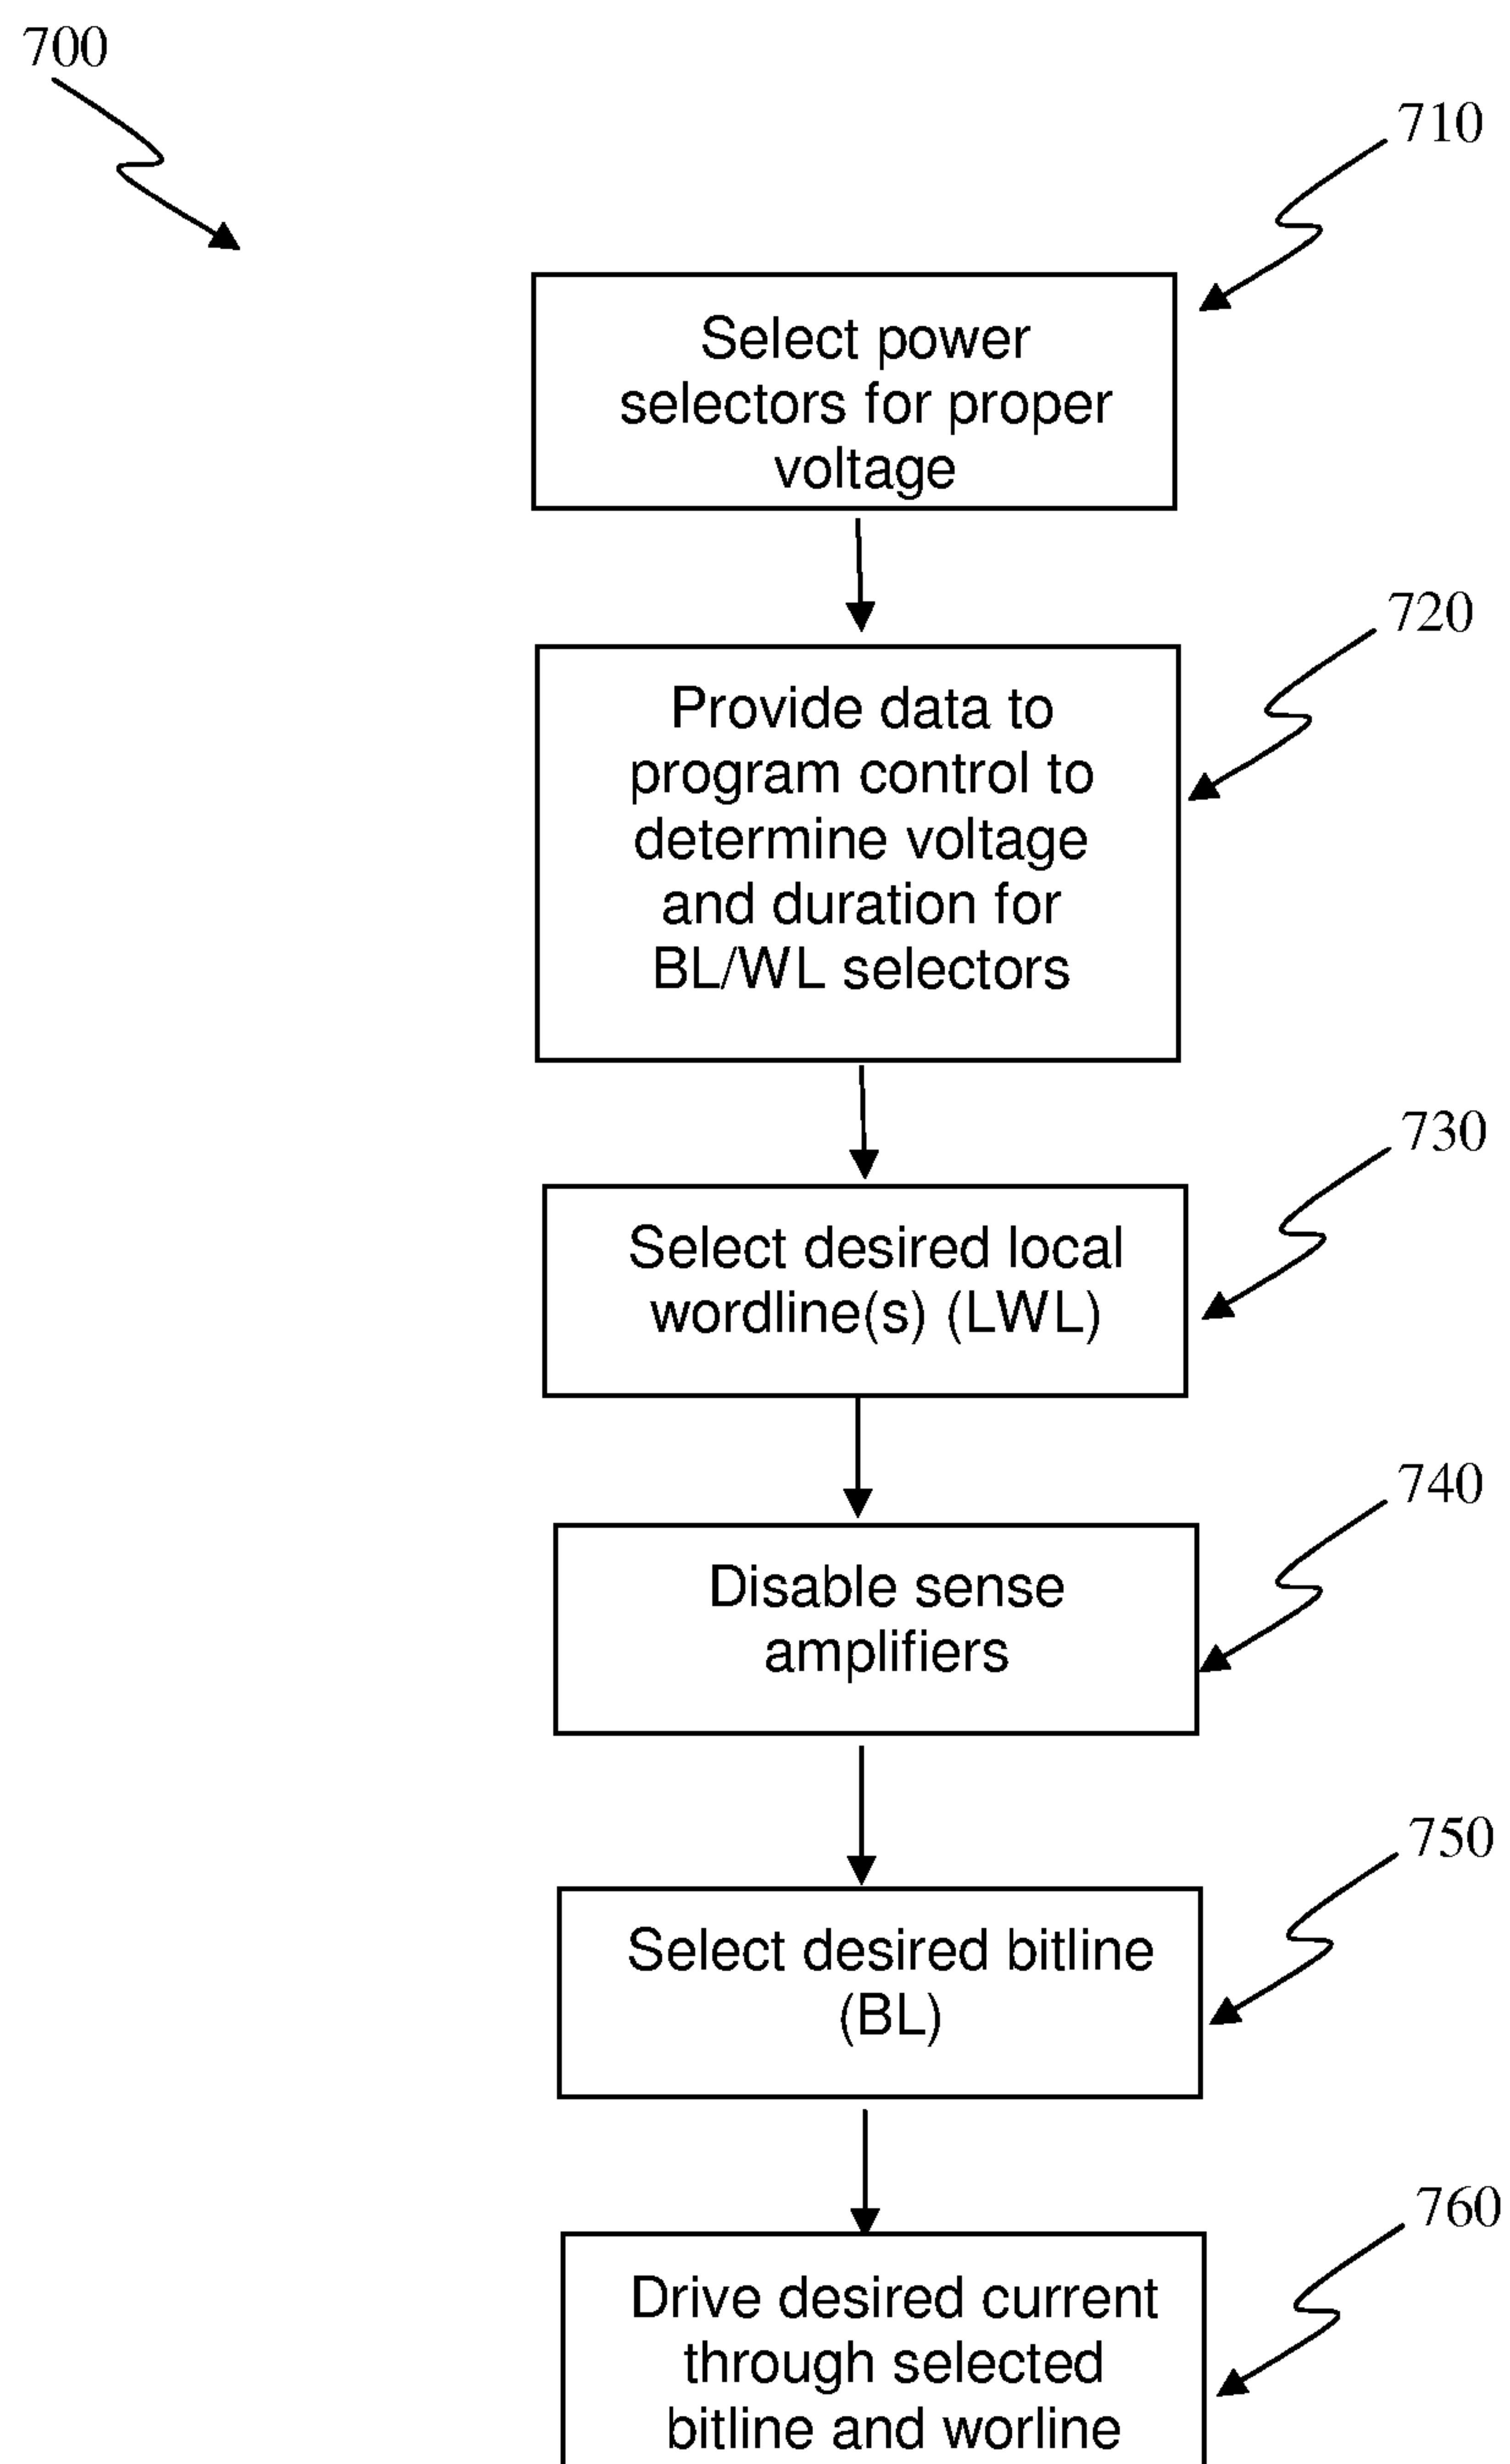 700
710
Select power
selectors for proper
voltage
720
Provide data to
program control to
determine voltage
and duration for
BL/WL selectors
730
Select desired local
wordline(s) (LWL)
740
Disable sense
amplifiers
750
Select desired bitline
(BL)
760
Drive desired current
through selected
bitline and worline